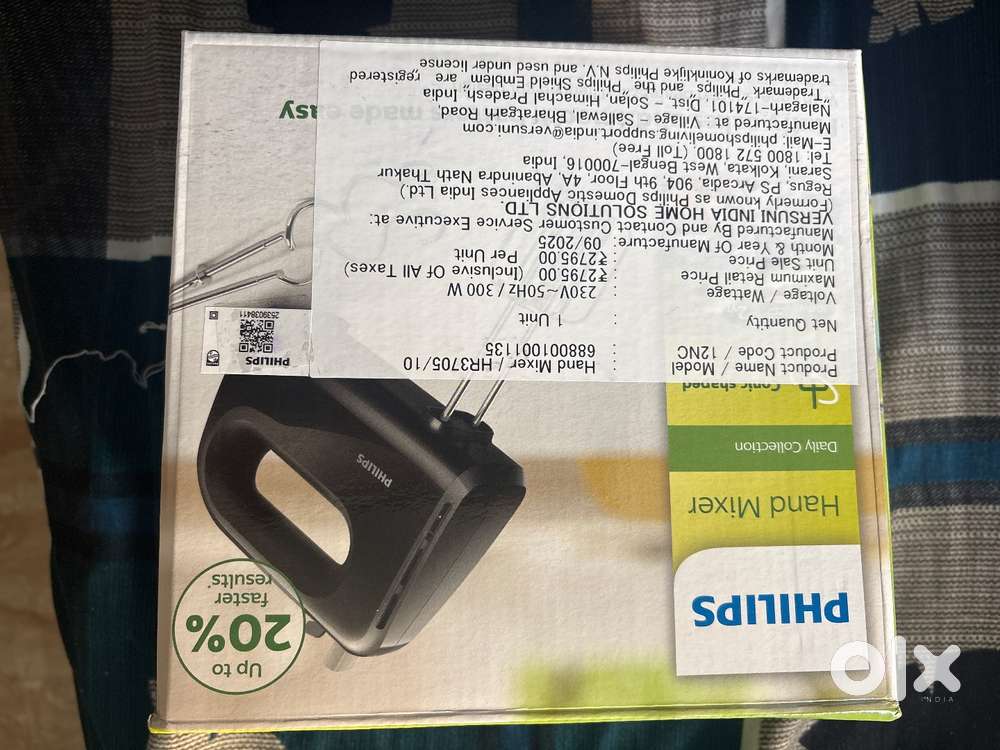 PHILIPS
Hand Mixer
Daily Collection
Conic shaped
Up to
20%
faster
results*
PHILIPS
Product Name / Model : Hand Mixer / HR3705/10
Product Code / 12NC : 688001001135
Net Quantity : 1 Unit
Voltage / Wattage : 230V~50Hz / 300 W
Maximum Retail Price : ₹2795.00 (Inclusive Of All Taxes)
Unit Sale Price : ₹2795.00 Per Unit
Month & Year Of Manufacture: 09/2025
Manufactured By and Contact Customer Service Executive at:
VERSUNI INDIA HOME SOLUTIONS LTD.
(Formerly known as Philips Domestic Appliances India Ltd.)
Regus, PS Arcadia, 904, 9th Floor, 4A, Abanindra Nath Thakur
Sarani, Kolkata, West Bengal-700016, India
Tel: 1800 572 1800, (Toll Free)
E-Mail: philipshomeliving.support.india@versuni.com
Manufactured at : Village - Sallewal, Bharatgarh Road,
Nalagarh-174101, Dist. - Solan, Himachal Pradesh, India
"Trademark "Philips" and the "Philips Shield Emblem" are "registered
trademarks of Koninklijke Philips N.V. and used under license
PHILIPS
2539038411
made easy
olx
INDIA